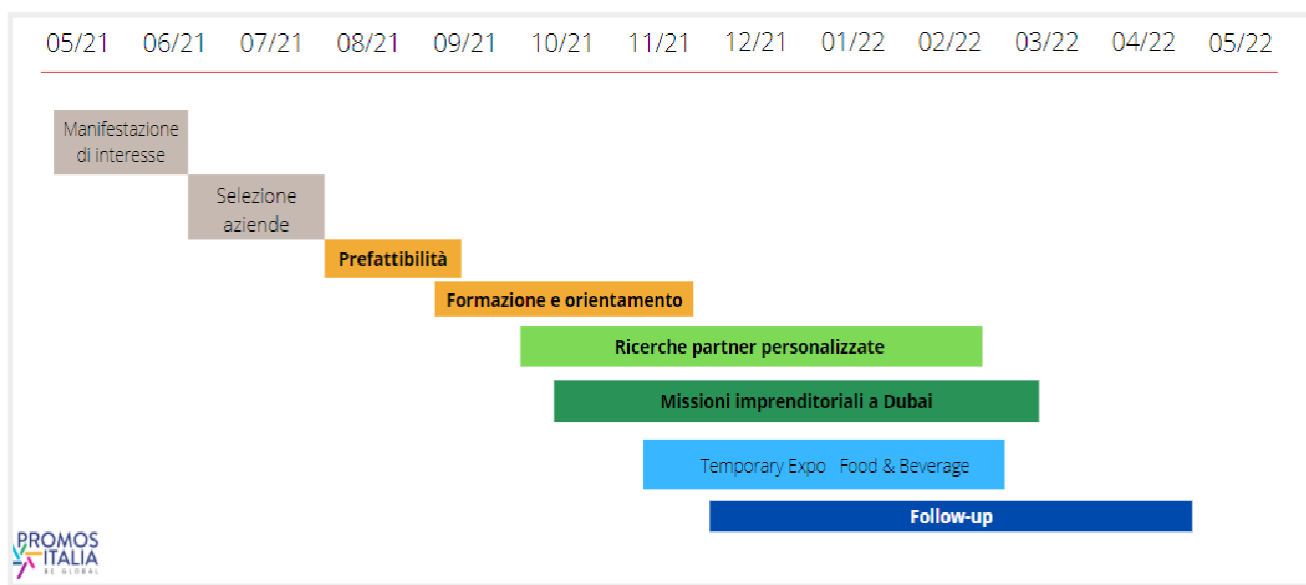 05/21 06/21 07/21 08/21 09/21 10/21 11/21 12/21 01/22 02/22 03/22 04/22 05/22
Manifestazione
di interesse
Selezione
aziende
Prefattibilità
Formazione e orientamento
Ricerche partner personalizzate
Missioni imprenditoriali a Dubai
Temporary Expo Food & Beverage
Follow-up
PROMOS
ITALIA
BE GLOBAL